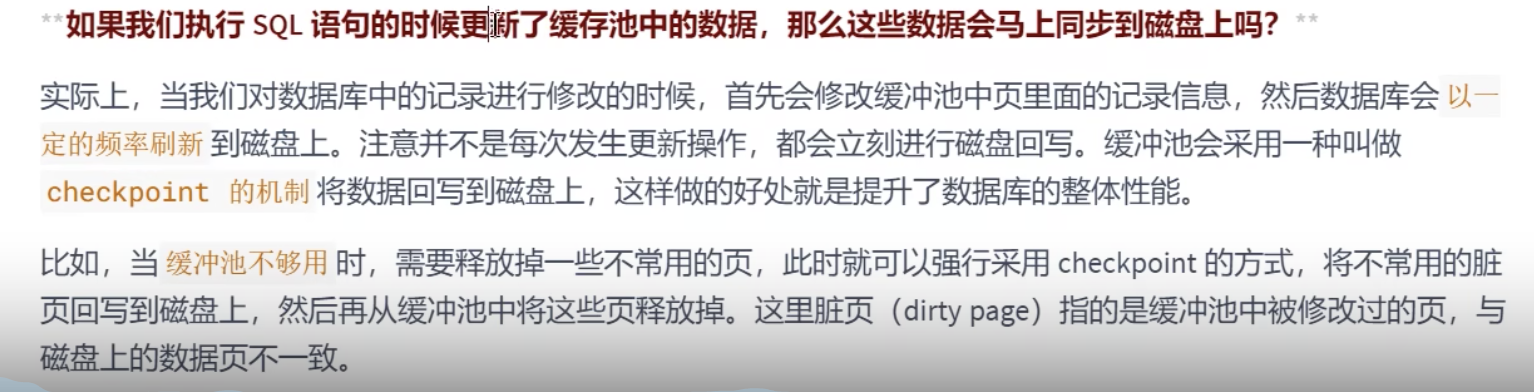 **如果我们执行 SQL 语句的时候更新了缓存池中的数据，那么这些数据会马上同步到磁盘上吗？**
实际上，当我们对数据库中的记录进行修改的时候，首先会修改缓冲池中页里面的记录信息，然后数据库会 以一
定的频率刷新 到磁盘上。注意并不是每次发生更新操作，都会立刻进行磁盘回写。缓冲池会采用一种叫做
checkpoint 的机制 将数据回写到磁盘上，这样做的好处就是提升了数据库的整体性能。
比如，当 缓冲池不够用 时，需要释放掉一些不常用的页，此时就可以强行采用 checkpoint 的方式，将不常用的脏
页回写到磁盘上，然后再从缓冲池中将这些页释放掉。这里脏页（dirty page）指的是缓冲池中被修改过的页，与
磁盘上的数据页不一致。